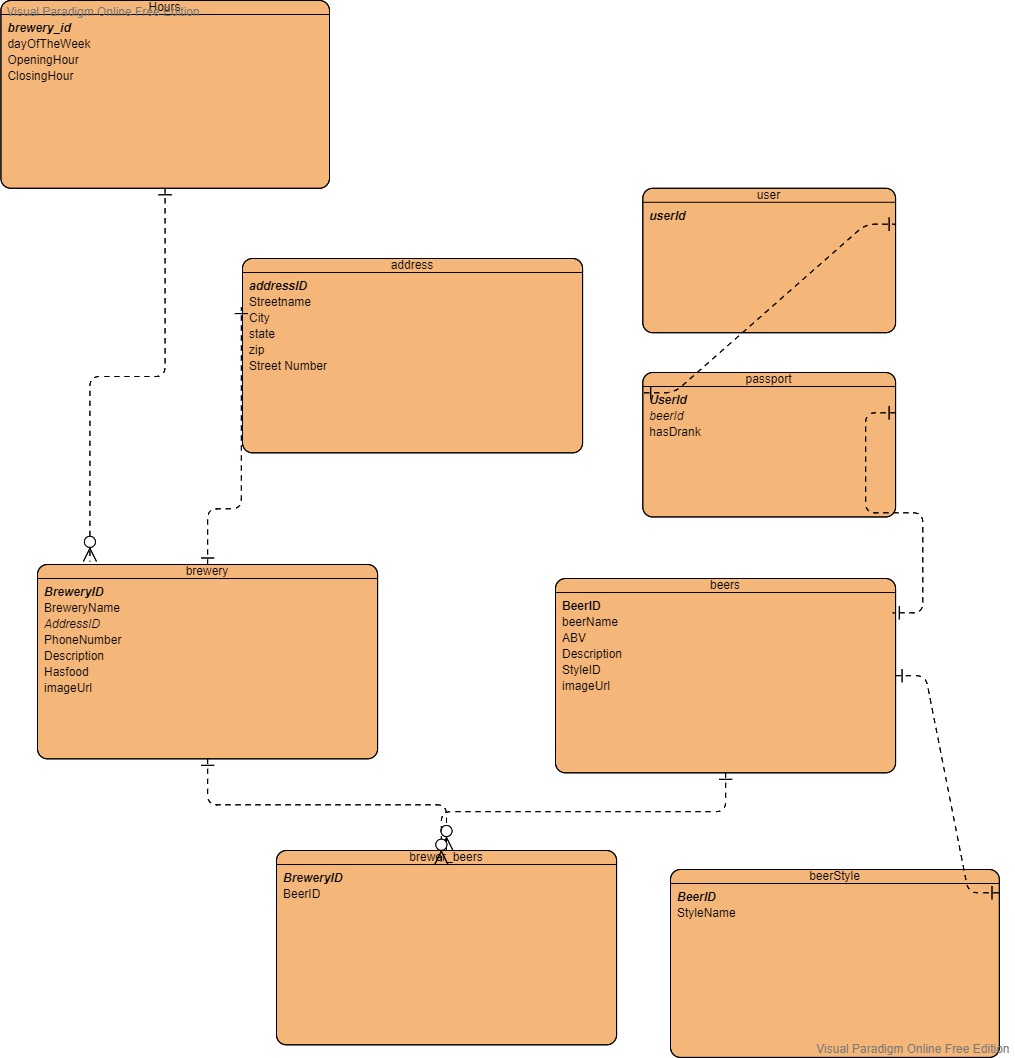 Hours
Visual Paradigm Online Free Edition
brewery_id
dayOfTheWeek
OpeningHour
ClosingHour
user
userId
address
addressID
Streetname
City
state
zip
Street Number
passport
UserId
beerId
hasDrank
brewery
BreweryID
BreweryName
AddressID
PhoneNumber
Description
Hasfood
imageUrl
beers
BeerID
beerName
ABV
Description
StyleID
imageUrl
brewer_beers
BreweryID
BeerID
beerStyle
BeerID
StyleName
Visual Paradigm Online Free Edition